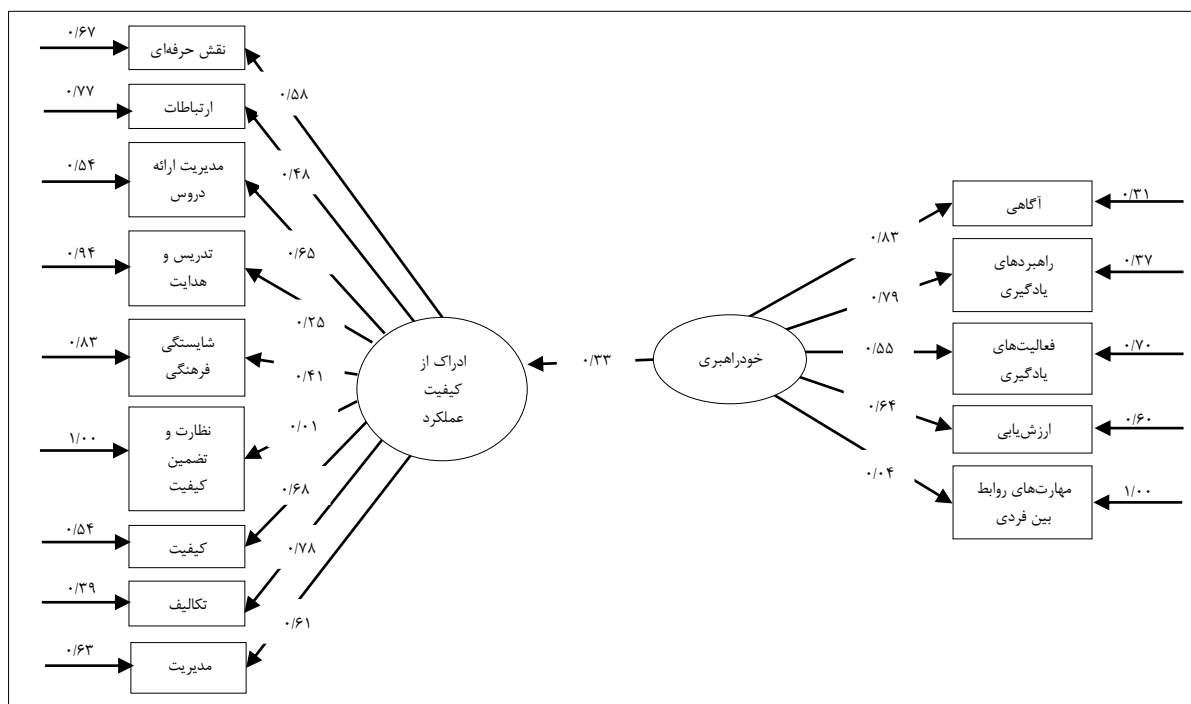 ۰/۶۷
نقش حرفه‌ای
۰/۵۸
۰/۷۷
ارتباطات
۰/۴۸
۰/۵۴
مدیریت ارائه
دروس
۰/۶۵
۰/۹۴
تدریس و
هدایت
۰/۲۵
۰/۸۳
شایستگی
فرهنگی
۰/۴۱
۱/۰۰
نظارت و
تضمین
کیفیت
۰/۰۱
۰/۵۴
کیفیت
۰/۶۸
۰/۳۹
تکالیف
۰/۷۸
۰/۶۳
مدیریت
۰/۶۱
ادراک از
کیفیت
عملکرد
۰/۳۳
خودراهبری
۰/۸۳
آگاهی
۰/۳۱
۰/۷۹
راهبردهای
یادگیری
۰/۳۷
۰/۵۵
فعالیت‌های
یادگیری
۰/۷۰
۰/۶۴
ارزش‌یابی
۰/۶۰
۰/۰۴
مهارت‌های روابط
بین فردی
۱/۰۰